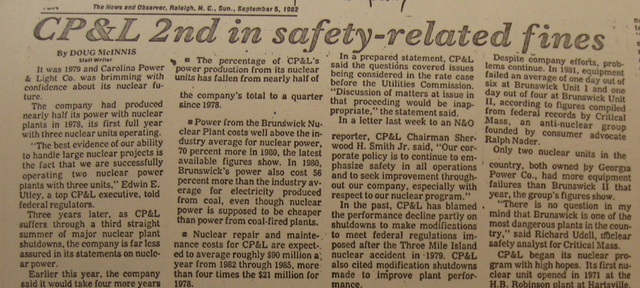 The News and Observer, Raleigh, N. C., Sun., September 5, 1982
CP&L 2nd in safety-related fines
By DOUG McINNIS
Staff Writer
It was 1979 and Carolina Power
& Light Co. was brimming with
confidence about its nuclear fu-
ture.
The company had produced
nearly half its power with nuclear
plants in 1978, its first full year
with three nuclear units operating.
"The best evidence of our ability
to handle large nuclear projects is
the fact that we are successfully
operating two nuclear power
plants with three units," Edwin E.
Utley, a top CP&L executive, told
federal regulators.
Three years later, as CP&L
suffers through a third straight
summer of major nuclear plant
shutdowns, the company is far less
assured in its statements on nucle-
ar power.
Earlier this year, the company
said it would take four more years
■ The percentage of CP&L's
power production from its nuclear
units has fallen from nearly half of
the company's total to a quarter
since 1978.
■ Power from the Brunswick Nu-
clear Plant costs well above the in-
dustry average for nuclear power,
70 percent more in 1980, the latest
available figures show. In 1980,
Brunswick's power also cost 56
percent more than the industry av-
erage for electricity produced
from coal, even though nuclear
power is supposed to be cheaper
than power from coal-fired plants.
■ Nuclear repair and mainte-
nance costs for CP&L are expect-
ed to average roughly $90 million a
year from 1982 through 1985, more
than four times the $21 million for
1978.
In a prepared statement, CP&L
said the questions covered issues
being considered in the rate case
before the Utilities Commission.
"Discussion of matters at issue in
that proceeding would be inap-
propriate," the statement said.
In a letter last week to an N&O
reporter, CP&L Chairman Sher-
wood H. Smith Jr. said, "Our cor-
porate policy is to continue to em-
phasize safety in all operations
and to seek improvement through-
out our company, especially with
respect to our nuclear program."
In the past, CP&L has blamed
the performance decline partly on
shutdowns to make modifications
to meet federal regulations im-
posed after the Three Mile Island
nuclear accident in 1979. CP&L
also cited modification shutdowns
made to improve plant perfor-
mance.
Despite company efforts, prob-
lems continue. In 1981, equipment
failed an average of one day out of
six at Brunswick Unit I and one
day out of four at Brunswick Unit
II, according to figures compiled
from federal records by Critical
Mass, an anti-nuclear group
founded by consumer advocate
Ralph Nader.
Only two nuclear units in the
country, both owned by Georgia
Power Co., had more equipment
failures than Brunswick II that
year, the group's figures show.
"There is no question in my
mind that Brunswick is one of the
most dangerous plants in the coun-
try," said Richard Udell, nuclear
safety analyst for Critical Mass.
CP&L began its nuclear pro-
gram with high hopes. Its first nu-
clear unit opened in 1971 at the
H.B. Robinson plant at Hartsville,